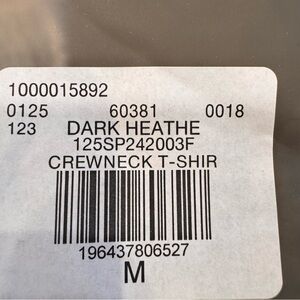 1000015892
0125 60381 0018
123 DARK HEATHE
125SP242003F
CREWNECK T-SHIR
196437806527
M